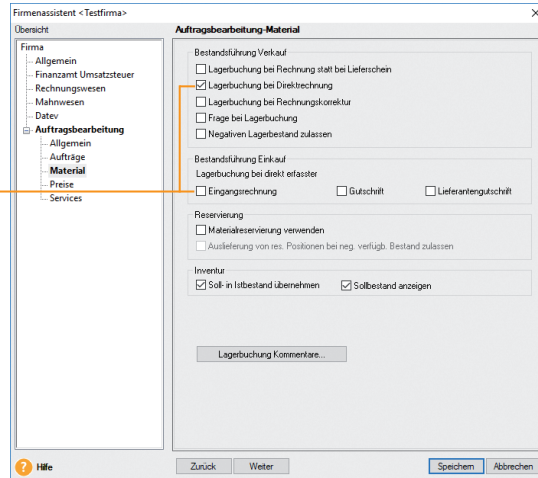 Firmenassistent <Testfirma>
Übersicht
Firma
Allgemein
Finanzamt Umsatzsteuer
Rechnungswesen
Mahnwesen
Datev
Auftragsbearbeitung
Allgemein
Aufträge
Material
Preise
Services
Auftragsbearbeitung-Material
Bestandsführung Verkauf
Lagerbuchung bei Rechnung statt bei Lieferschein
Lagerbuchung bei Direktrechnung
Lagerbuchung bei Rechnungskorrektur
Frage bei Lagerbuchung
Negativen Lagerbestand zulassen
Bestandsführung Einkauf
Lagerbuchung bei direkt erfasster
Eingangsrechnung Gutschrift Lieferantengutschrift
Reservierung
Materialreservierung verwenden
Auslieferung von res. Positionen bei neg. verfügb. Bestand zulassen
Inventur
Soll- in Istbestand übernehmen Sollbestand anzeigen
Lagerbuchung Kommentare...
? Hilfe Zurück Weiter Speichern Abbrechen